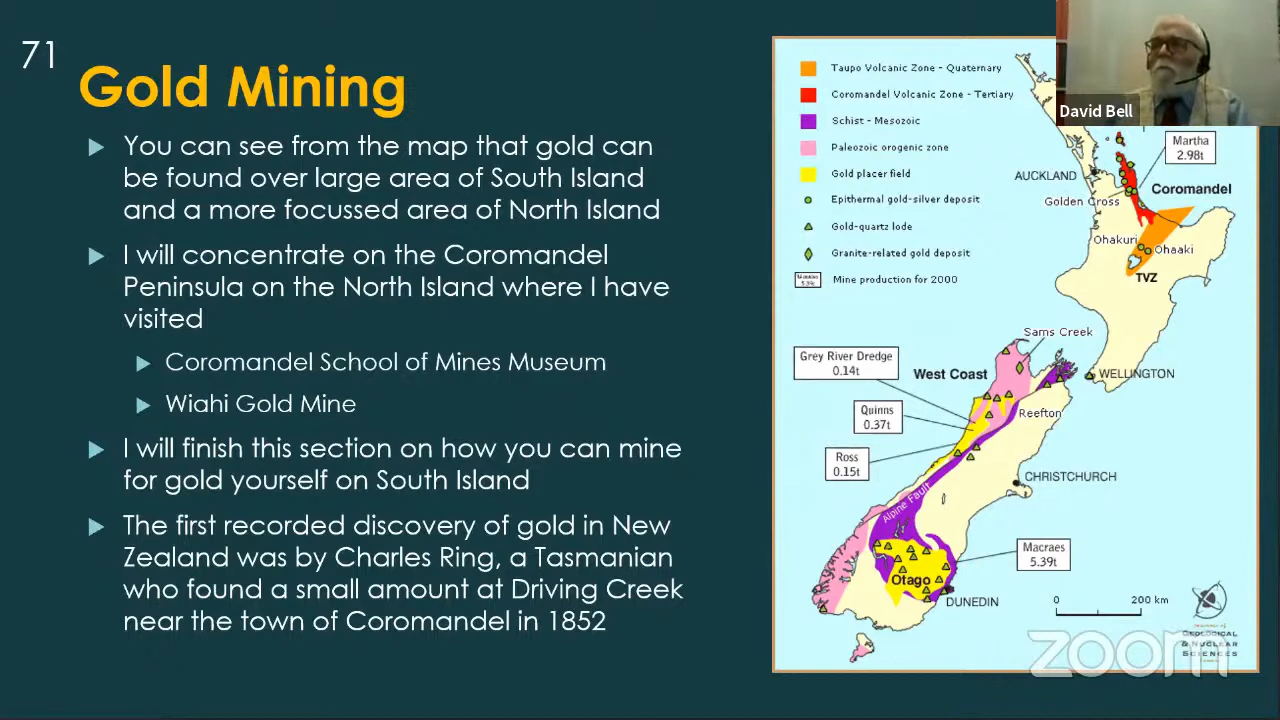 71
Gold Mining
You can see from the map that gold can
be found over large area of South Island
and a more focussed area of North Island
I will concentrate on the Coromandel
Peninsula on the North Island where I have
visited
Coromandel School of Mines Museum
Wiahi Gold Mine
I will finish this section on how you can mine
for gold yourself on South Island
The first recorded discovery of gold in New
Zealand was by Charles Ring, a Tasmanian
who found a small amount at Driving Creek
near the town of Coromandel in 1852
Taupo Volcanic Zone - Quaternary
Coromandel Volcanic Zone - Tertiary
Schist - Mesozoic
Paleozoic orogenic zone
Gold placer field
Epithermal gold-silver deposit
Gold-quartz lode
Granite-related gold deposit
Mine production for 2000
David Bell
Martha
2.98t
AUCKLAND
Coromandel
Golden Cross
Ohakuri
Ohaaki
TVZ
Sams Creek
Grey River Dredge
0.14t
West Coast
WELLINGTON
Quinns
0.37t
Reefton
Ross
0.15t
CHRISTCHURCH
Alpine Fault
Macraes
5.39t
Otago
DUNEDIN
0 200 km
GEOLOGICAL
& NUCLEAR
SCIENCES
zoom